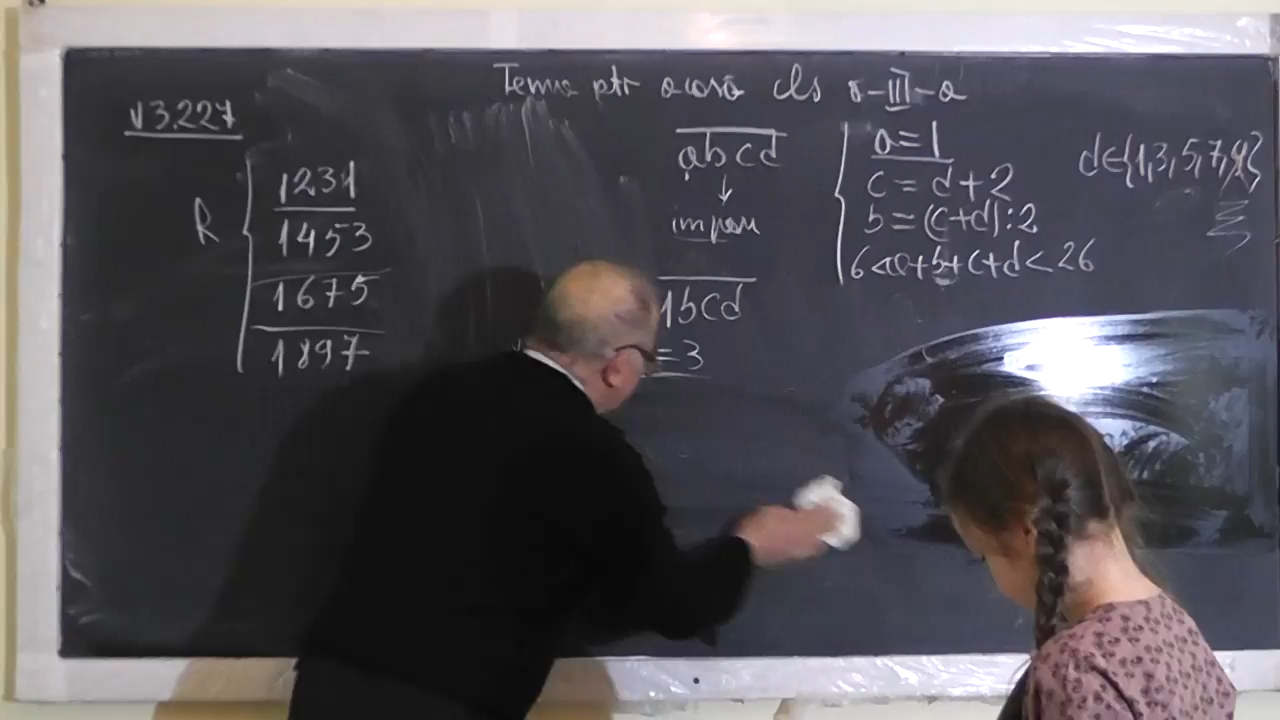 Tema ptr acasă cls a-III-a
√3.227
R
1231
1453
1675
1897
abcd
↓
impar
1bcd
=3
a=1
c=d+2
b=(c+d):2
6<a+b+c+d<26
d∈{1,3,5,7,9}